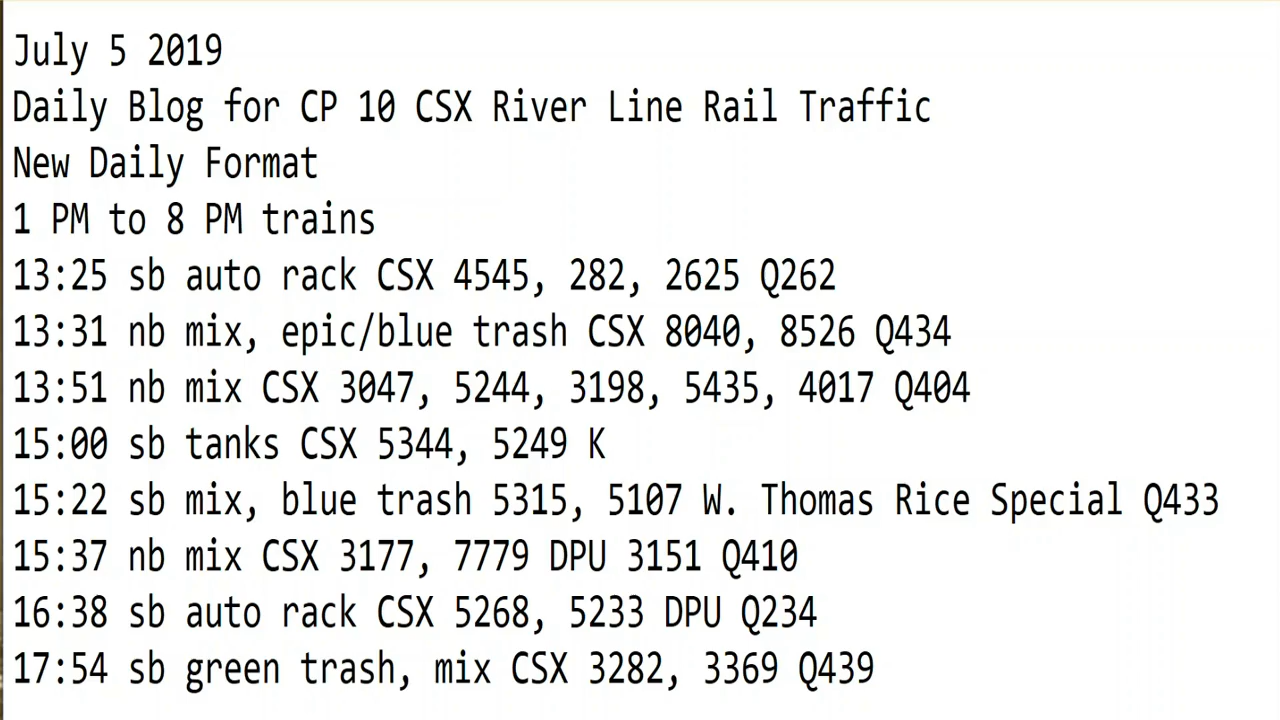 July 5 2019
Daily Blog for CP 10 CSX River Line Rail Traffic
New Daily Format
1 PM to 8 PM trains
13:25 sb auto rack CSX 4545, 282, 2625 Q262
13:31 nb mix, epic/blue trash CSX 8040, 8526 Q434
13:51 nb mix CSX 3047, 5244, 3198, 5435, 4017 Q404
15:00 sb tanks CSX 5344, 5249 K
15:22 sb mix, blue trash 5315, 5107 W. Thomas Rice Special Q433
15:37 nb mix CSX 3177, 7779 DPU 3151 Q410
16:38 sb auto rack CSX 5268, 5233 DPU Q234
17:54 sb green trash, mix CSX 3282, 3369 Q439